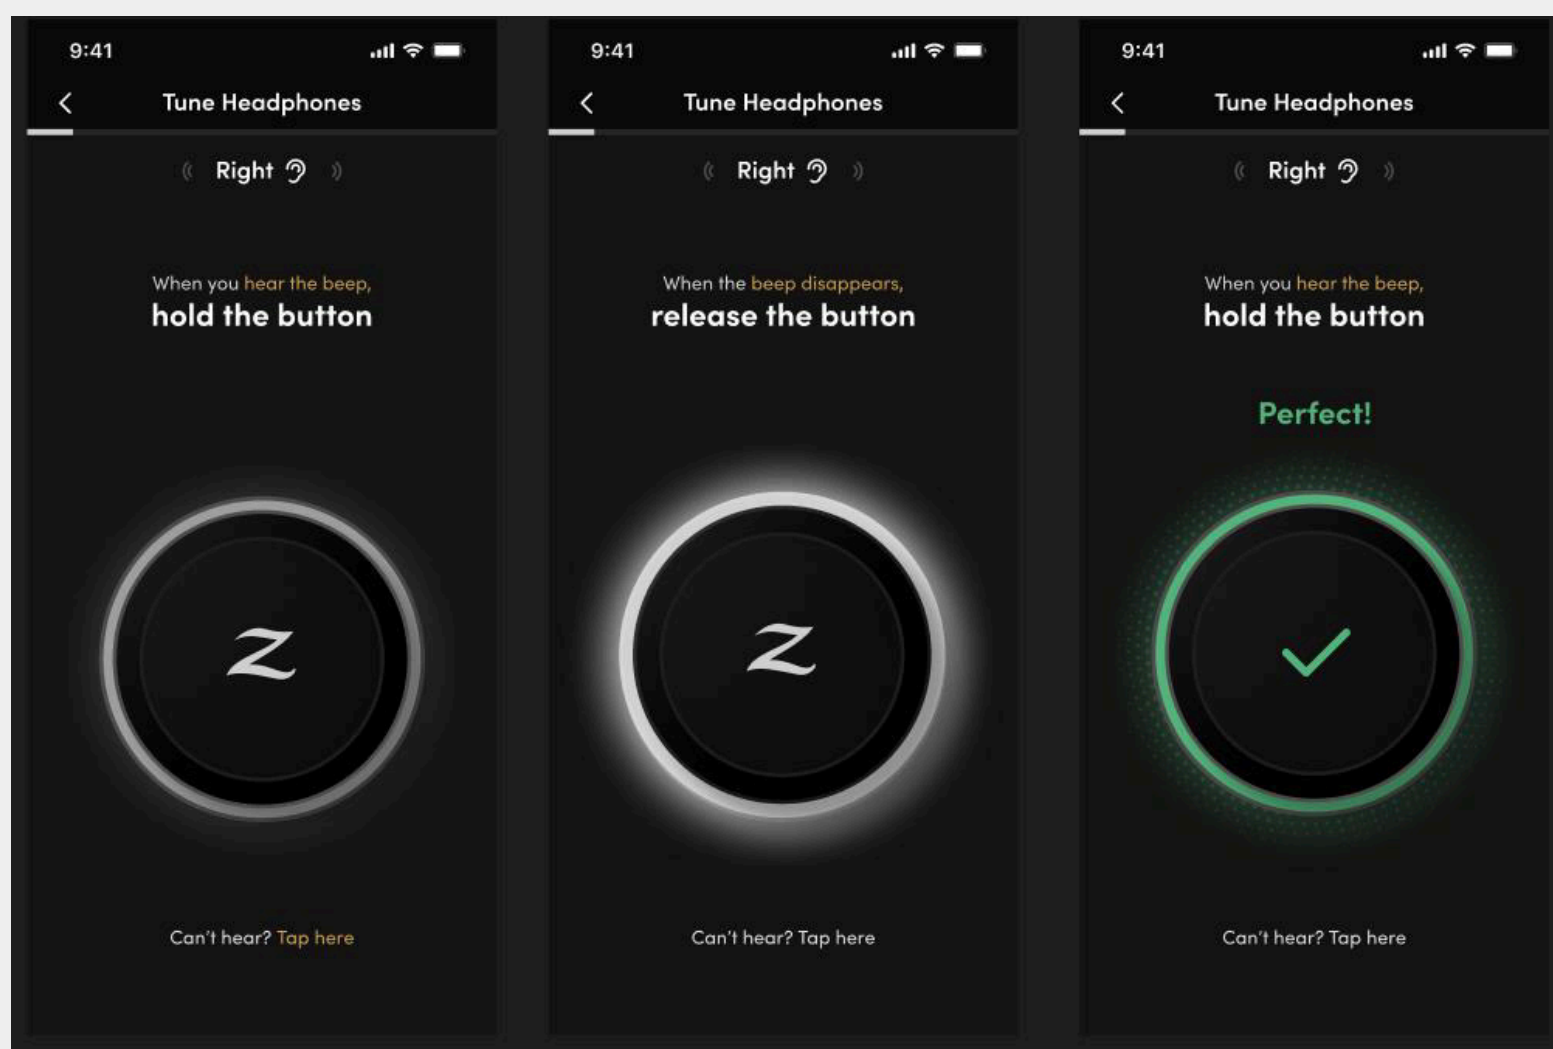 9:41
Tune Headphones
Right
When you hear the beep,
hold the button
z
Can't hear? Tap here
9:41
Tune Headphones
Right
When the beep disappears,
release the button
z
Can't hear? Tap here
9:41
Tune Headphones
Right
When you hear the beep,
hold the button
Perfect!
Can't hear? Tap here